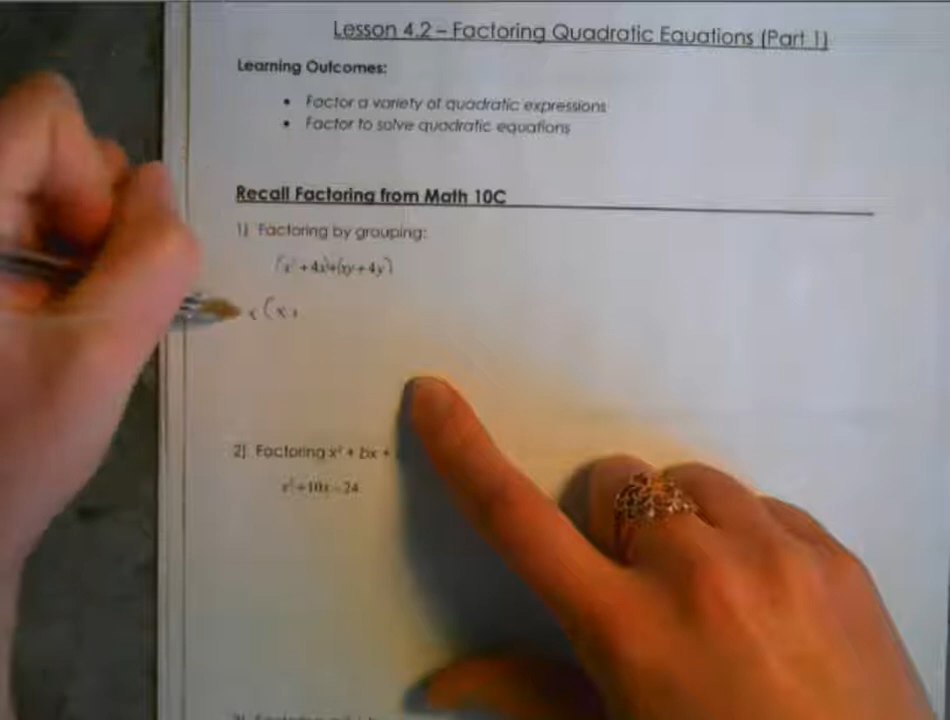 Lesson 4.2 – Factoring Quadratic Equations (Part 1)
Learning Outcomes:
• Factor a variety of quadratic expressions
• Factor to solve quadratic equations
Recall Factoring from Math 10C
1) Factoring by grouping:
(x² + 4x)+(xy + 4y)
x(x+
2) Factoring x² + bx +
x²+10x−24